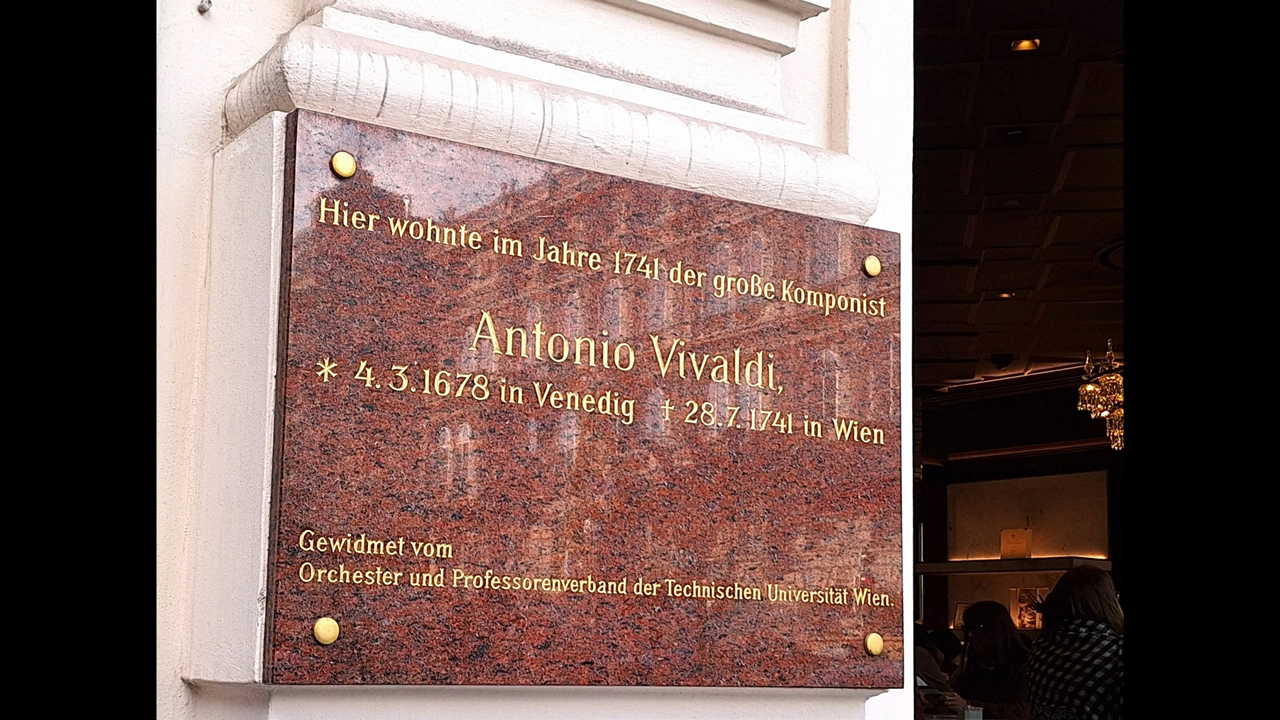 Hier wohnte im Jahre 1741 der große Komponist
Antonio Vivaldi,
* 4.3.1678 in Venedig † 28.7.1741 in Wien
Gewidmet vom
Orchester und Professorenverband der Technischen Universität Wien.